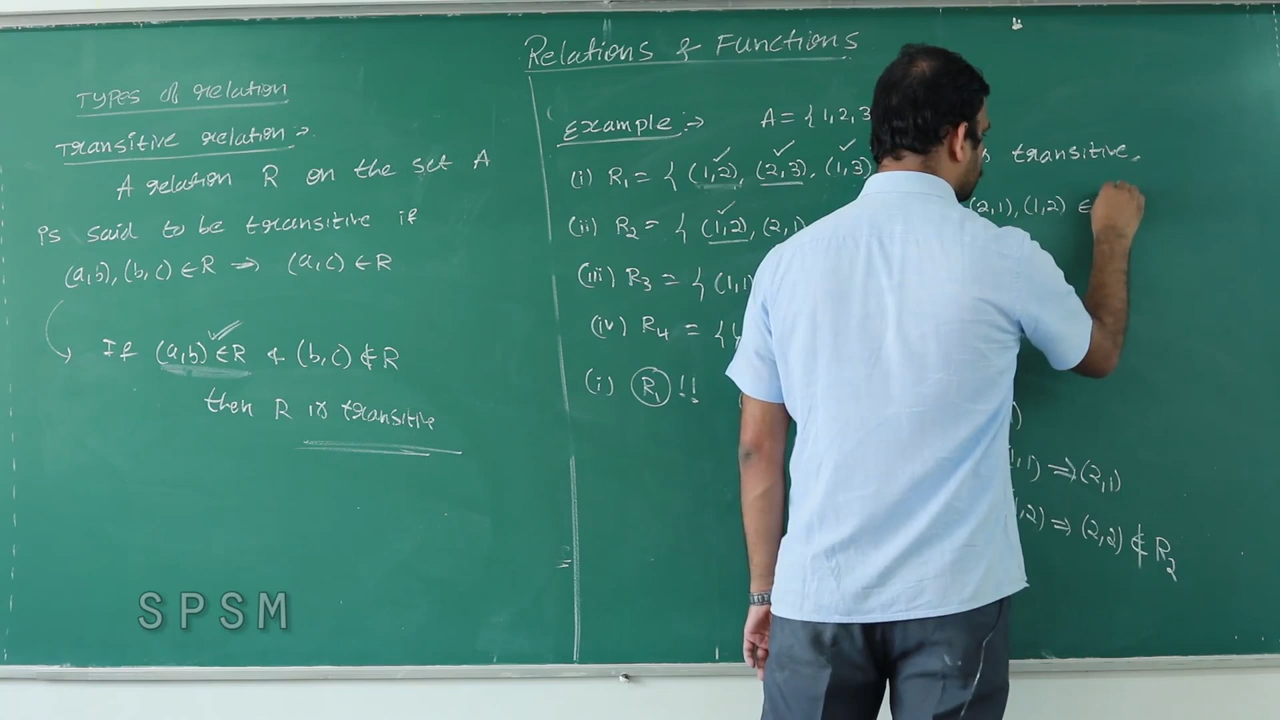 Relations & Functions
Types of relation
Transitive relation :-
A relation R on the set A
is said to be transitive if
(a,b), (b,c) ∈ R → (a,c) ∈ R
If (a,b) ∈ R & (b,c) ∉ R
then R is transitive
Example :-
A = { 1, 2, 3
(i) R₁ = { (1,2), (2,3), (1,3)
transitive.
(ii) R₂ = { (1,2), (2,1)
(2,1), (1,2) ∈
(iii) R₃ = { (1,1)
(iv) R₄ = {
(i) R₁ !!
,1) ⇒ (2,1)
,2) ⇒ (2,2) ∉ R₂
SPSM